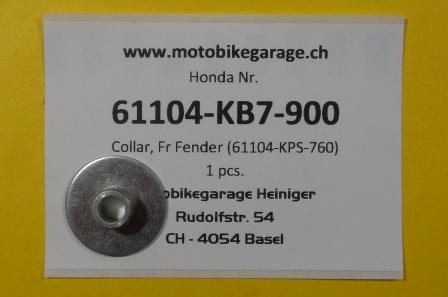 www.motobikegarage.ch
Honda Nr.
61104-KB7-900
Collar, Fr Fender (61104-KPS-760)
1 pcs.
obikegarage Heiniger
Rudolfstr. 54
CH - 4054 Basel